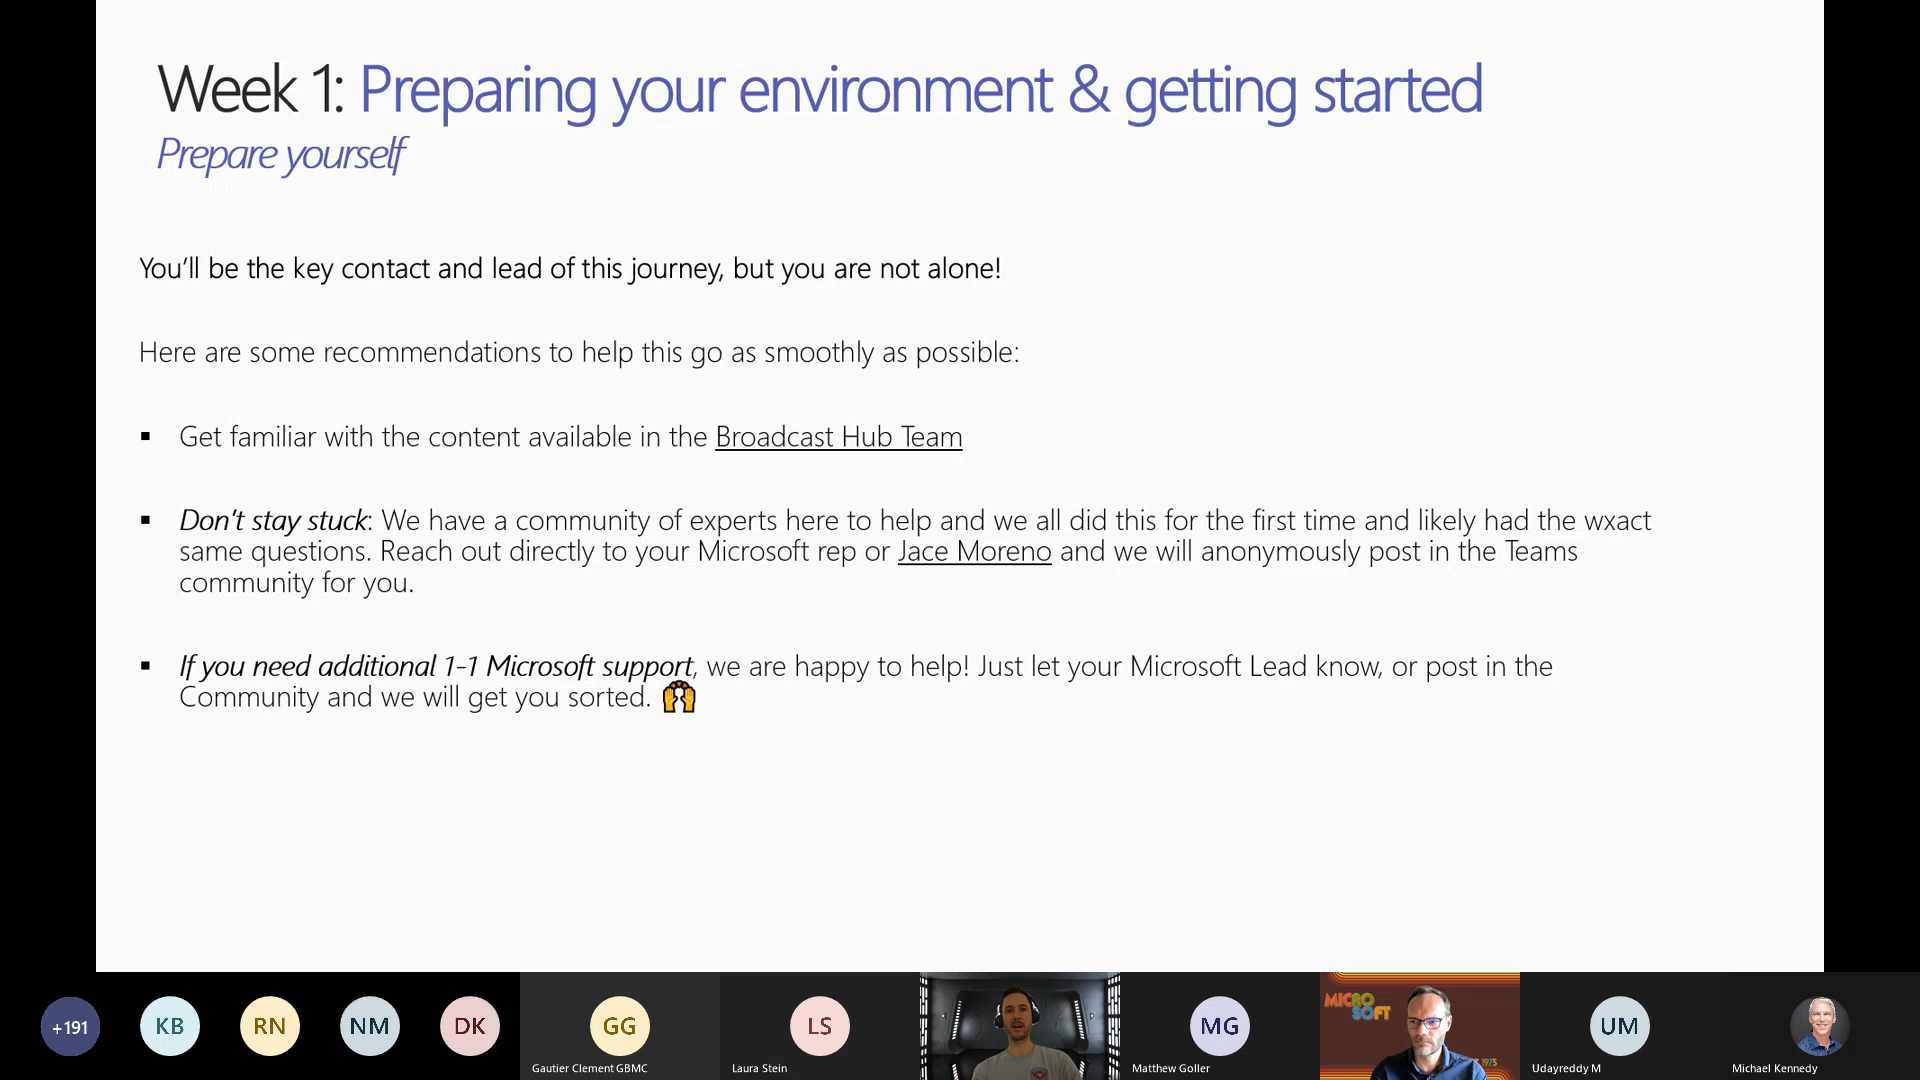 Week 1: Preparing your environment & getting started
Prepare yourself
You'll be the key contact and lead of this journey, but you are not alone!
Here are some recommendations to help this go as smoothly as possible:
▪ Get familiar with the content available in the Broadcast Hub Team
▪ Don't stay stuck: We have a community of experts here to help and we all did this for the first time and likely had the wxact
same questions. Reach out directly to your Microsoft rep or Jace Moreno and we will anonymously post in the Teams
community for you.
▪ If you need additional 1-1 Microsoft support, we are happy to help! Just let your Microsoft Lead know, or post in the
Community and we will get you sorted. 🙌
+191
KB
RN
NM
DK
GG
Gautier Clement GBMC
LS
Laura Stein
MG
Matthew Goller
MICRO
SOFT
1975
UM
Udayreddy M
Michael Kennedy